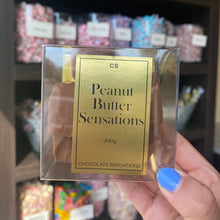 CS
Peanut
Butter
Sensations
200g
CHOCOLATE SENSATIONS